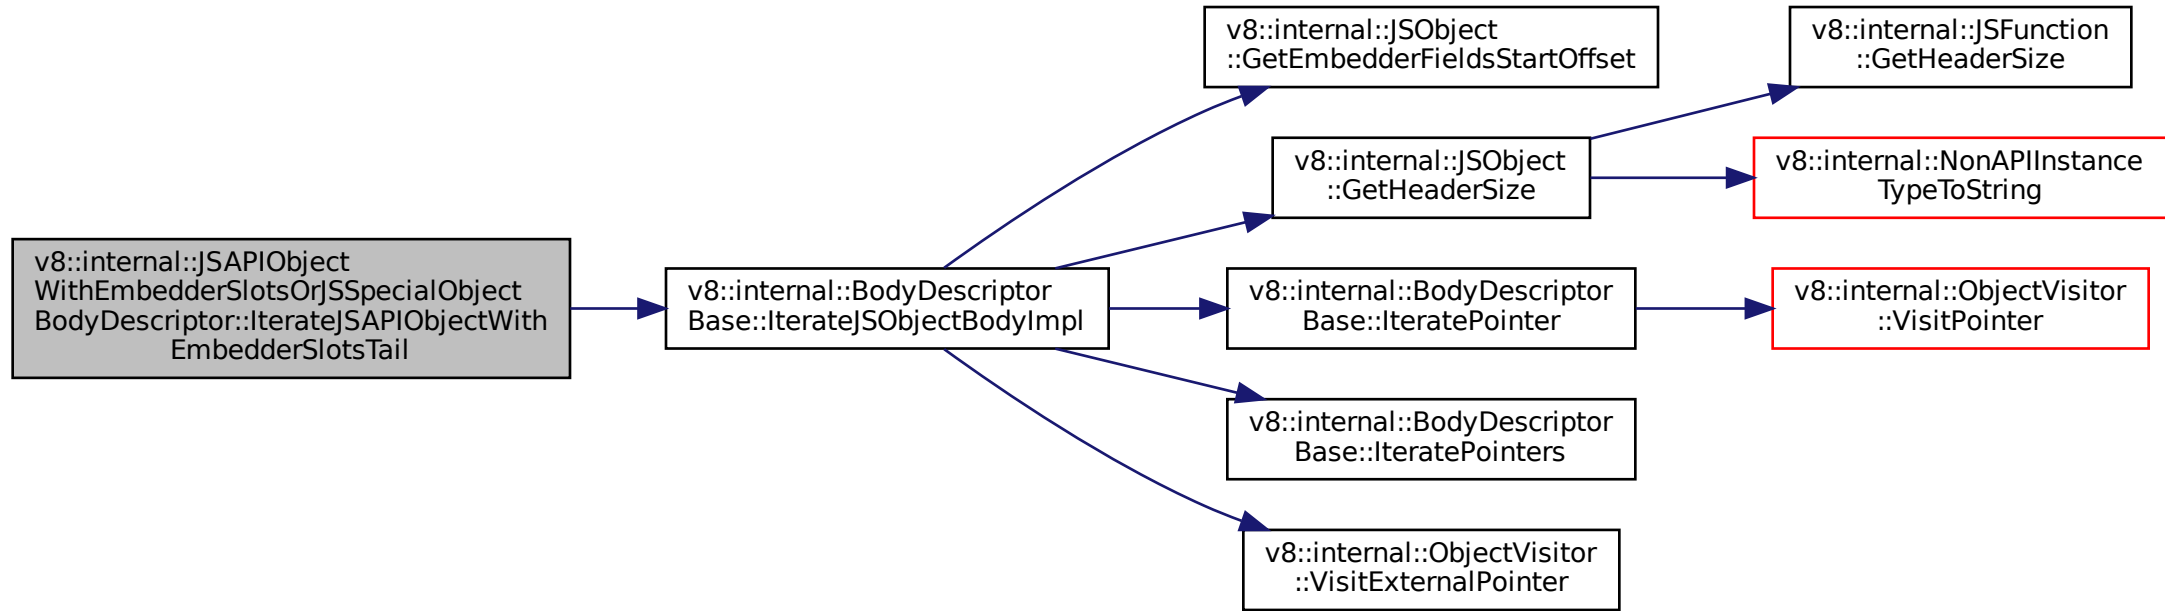 v8::internal::JSAPIObject
WithEmbedderSlotsOrJSSpecialObject
BodyDescriptor::IterateJSAPIObjectWith
EmbedderSlotsTail
v8::internal::BodyDescriptor
Base::IterateJSObjectBodyImpl
v8::internal::JSObject
::GetEmbedderFieldsStartOffset
v8::internal::JSObject
::GetHeaderSize
v8::internal::JSFunction
::GetHeaderSize
v8::internal::NonAPIInstance
TypeToString
v8::internal::BodyDescriptor
Base::IteratePointer
v8::internal::ObjectVisitor
::VisitPointer
v8::internal::BodyDescriptor
Base::IteratePointers
v8::internal::ObjectVisitor
::VisitExternalPointer